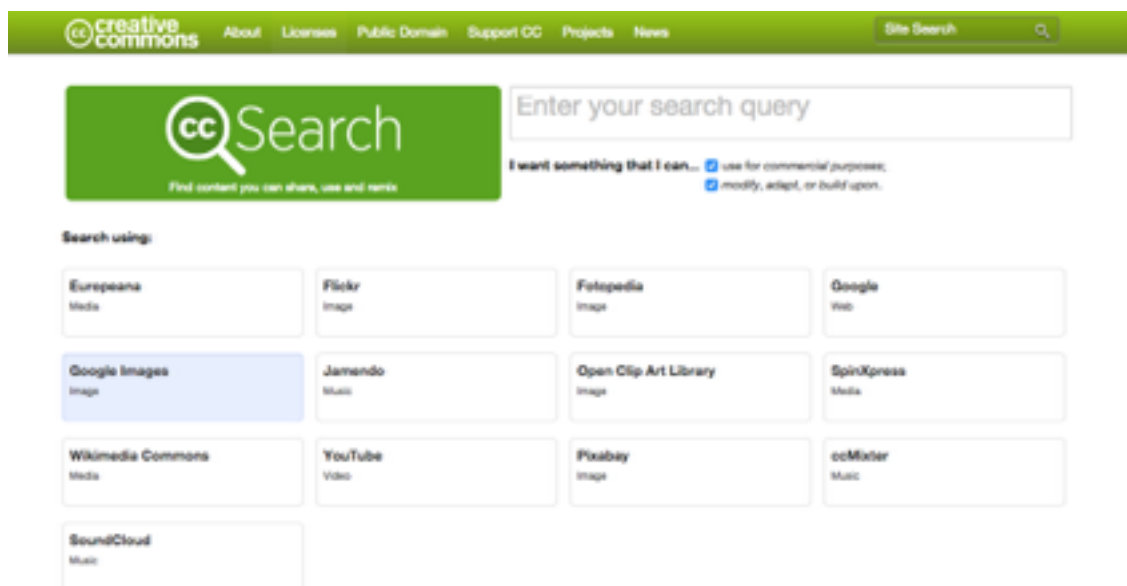 cc creative commons About Licenses Public Domain Support CC Projects News Site Search
cc Search
Find content you can share, use and remix
Enter your search query
I want something that I can... use for commercial purposes;
modify, adapt, or build upon.
Search using:
Europeana Flickr Fotopedia Google
Media Image Image Web
Google Images Jamendo Open Clip Art Library SpinXpress
Image Music Image Media
Wikimedia Commons YouTube Pixabay ccMixter
Media Video Image Music
SoundCloud
Music